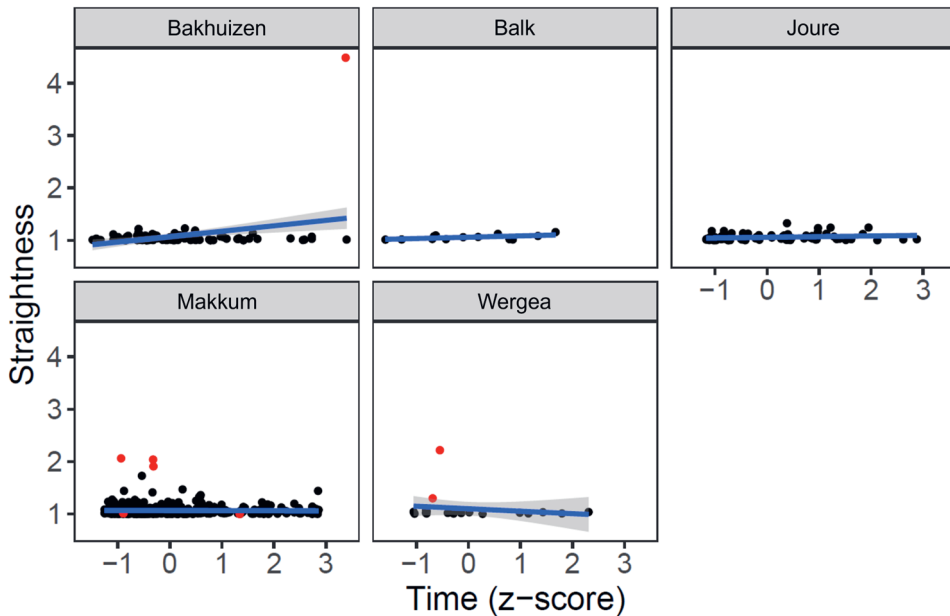 Bakhuizen Balk Joure
4
3
2
1
−1 0 1 2 3
Makkum Wergea
4
3
2
1
−1 0 1 2 3 −1 0 1 2 3
Straightness
Time (z−score)